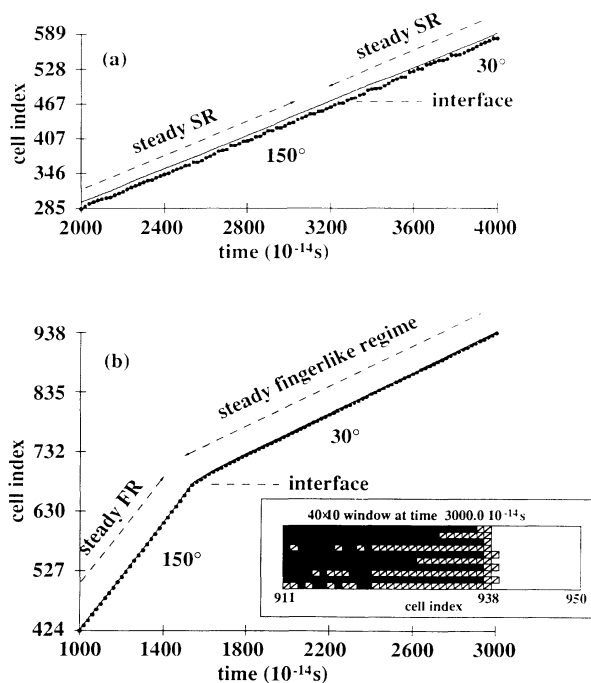 (a)
589
528
467
407
346
285
cell index
steady SR
steady SR
30°
interface
150°
2000 2400 2800 3200 3600 4000
time (10⁻¹⁴s)
(b)
938
835
732
630
527
424
cell index
steady fingerlike regime
30°
steady FR
interface
150°
40×10 window at time 3000.0 10⁻¹⁴s
911 938 950
cell index
1000 1400 1800 2200 2600 3000
time (10⁻¹⁴s)